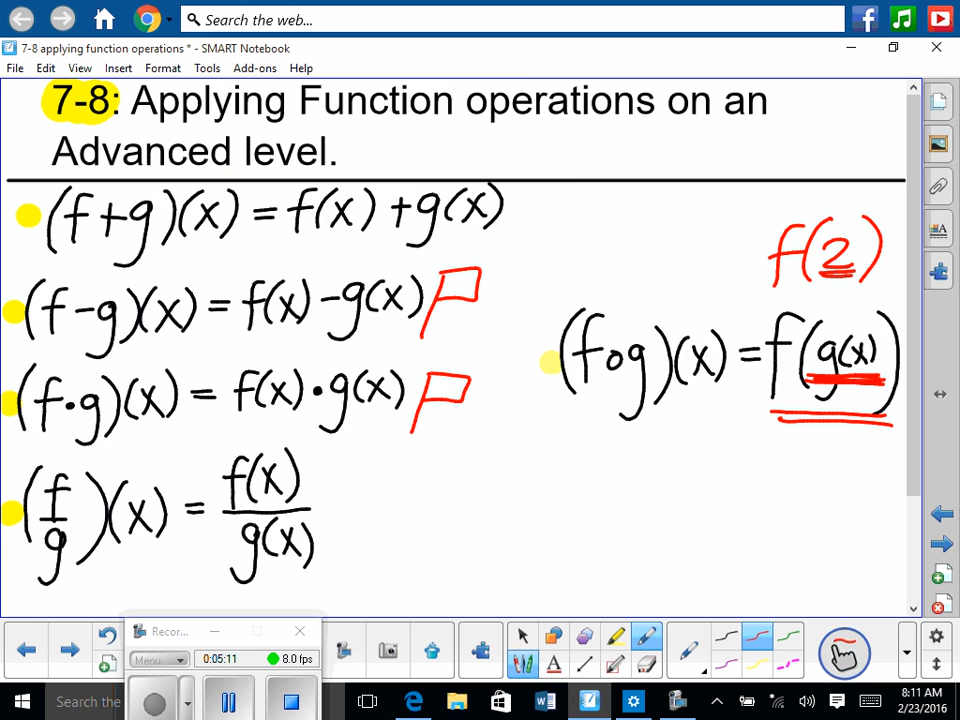 Search the web...
7-8 applying function operations * - SMART Notebook
File Edit View Insert Format Tools Add-ons Help
7-8: Applying Function operations on an
Advanced level.
(f+g)(x) = f(x) + g(x)
(f-g)(x) = f(x) - g(x)
(f•g)(x) = f(x) • g(x)
(f/g)(x) = f(x)/g(x)
f(2)
(f∘g)(x) = f(g(x))
Recor...
Menu
0:05:11
8.0 fps
Search the
8:11 AM
2/23/2016